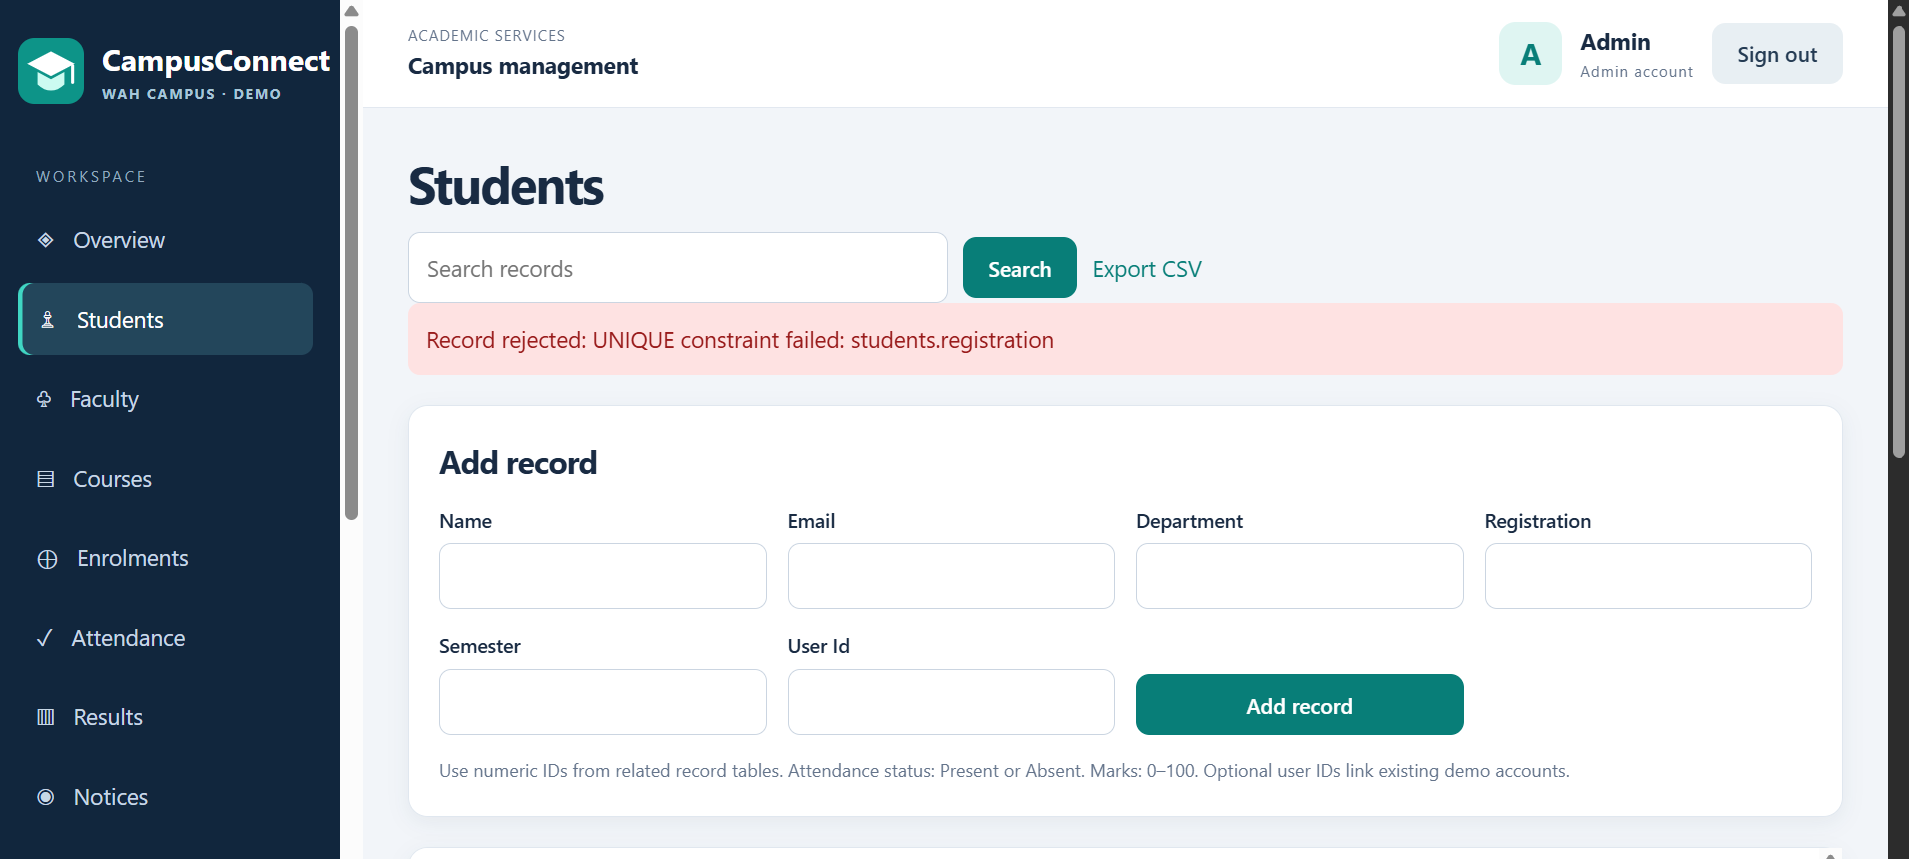 CampusConnect
WAH CAMPUS · DEMO
WORKSPACE
Overview
Students
Faculty
Courses
Enrolments
Attendance
Results
Notices
ACADEMIC SERVICES
Campus management
A
Admin
Admin account
Sign out
Students
Search records
Search
Export CSV
Record rejected: UNIQUE constraint failed: students.registration
Add record
Name
Email
Department
Registration
Semester
User Id
Add record
Use numeric IDs from related record tables. Attendance status: Present or Absent. Marks: 0–100. Optional user IDs link existing demo accounts.